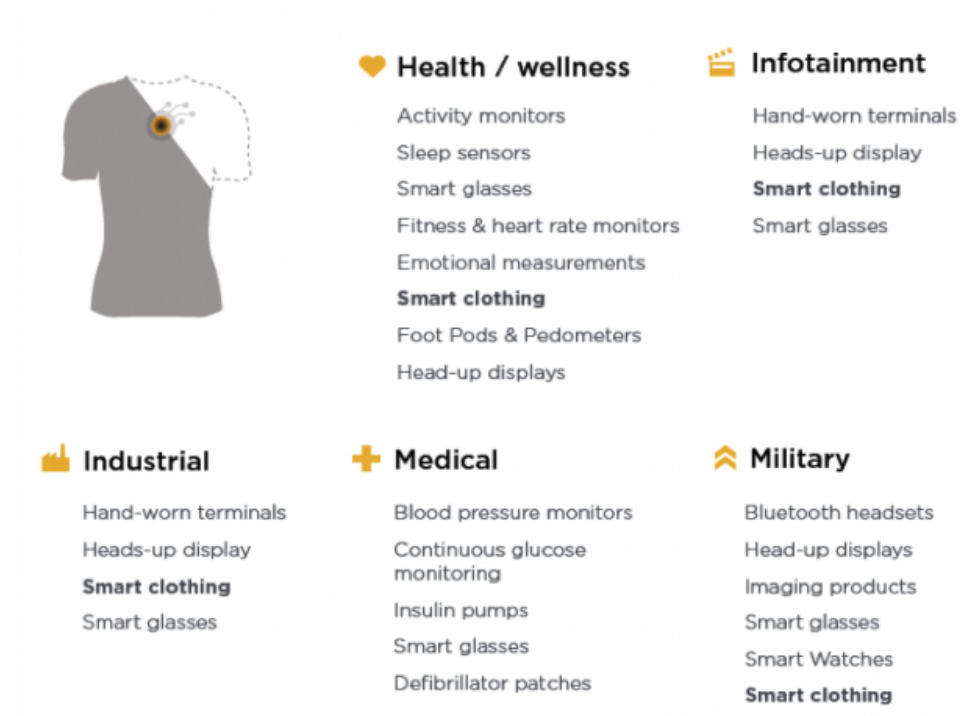 Health / wellness
Activity monitors
Sleep sensors
Smart glasses
Fitness & heart rate monitors
Emotional measurements
Smart clothing
Foot Pods & Pedometers
Head-up displays
Infotainment
Hand-worn terminals
Heads-up display
Smart clothing
Smart glasses
Industrial
Hand-worn terminals
Heads-up display
Smart clothing
Smart glasses
Medical
Blood pressure monitors
Continuous glucose
monitoring
Insulin pumps
Smart glasses
Defibrillator patches
Military
Bluetooth headsets
Head-up displays
Imaging products
Smart glasses
Smart Watches
Smart clothing